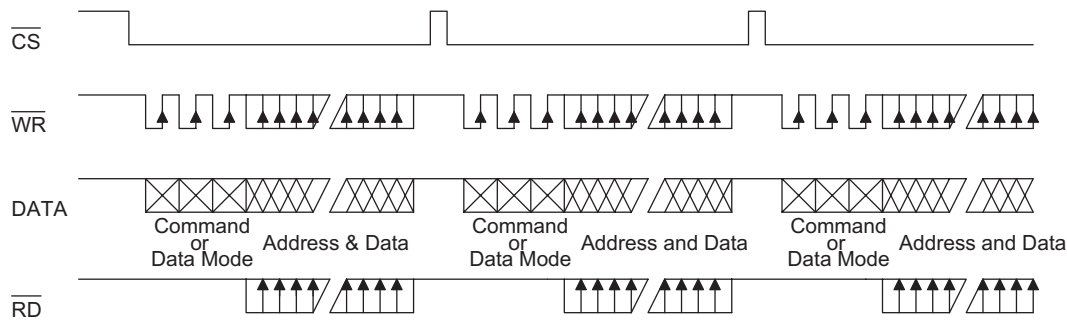 CS
WR
DATA
Command
or
Data Mode
Address & Data
Command
or
Data Mode
Address and Data
Command
or
Data Mode
Address and Data
RD